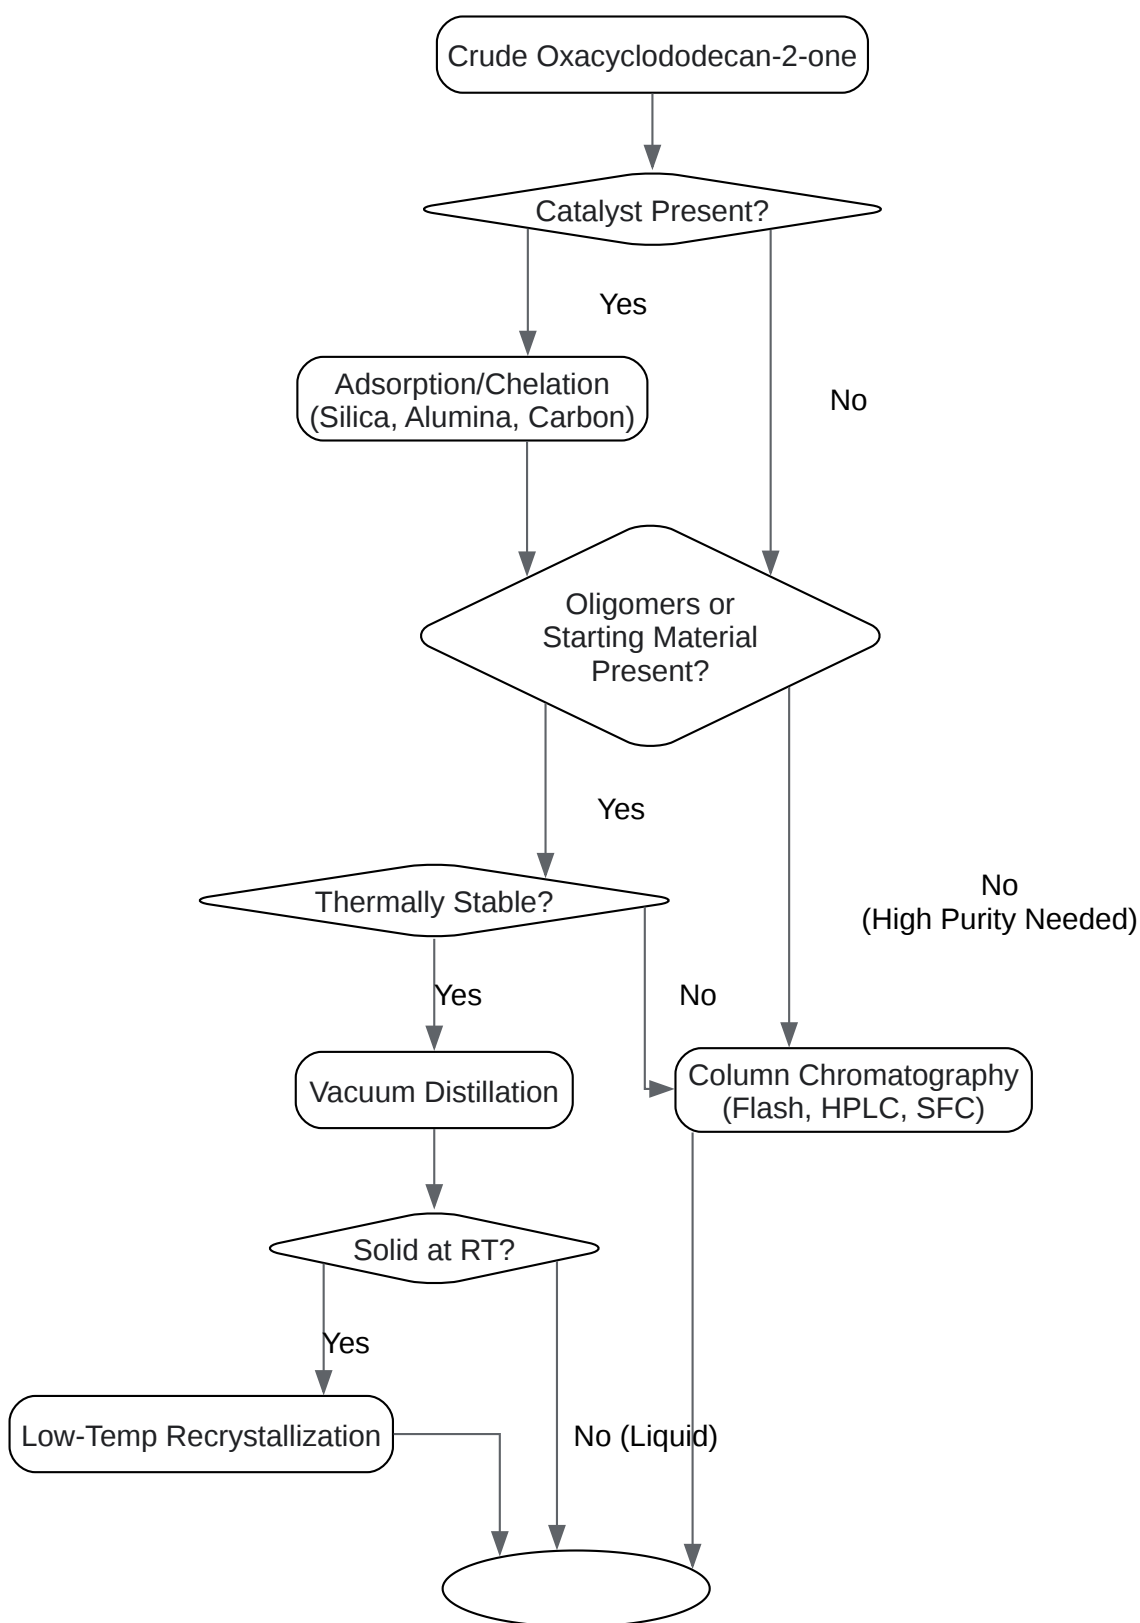 Crude Oxacyclododecan-2-one
Catalyst Present?
Yes
Adsorption/Chelation
(Silica, Alumina, Carbon)
No
Oligomers or
Starting Material
Present?
Yes
No
(High Purity Needed)
Thermally Stable?
Yes
No
Vacuum Distillation
Column Chromatography
(Flash, HPLC, SFC)
Solid at RT?
Yes
Low-Temp Recrystallization
No (Liquid)